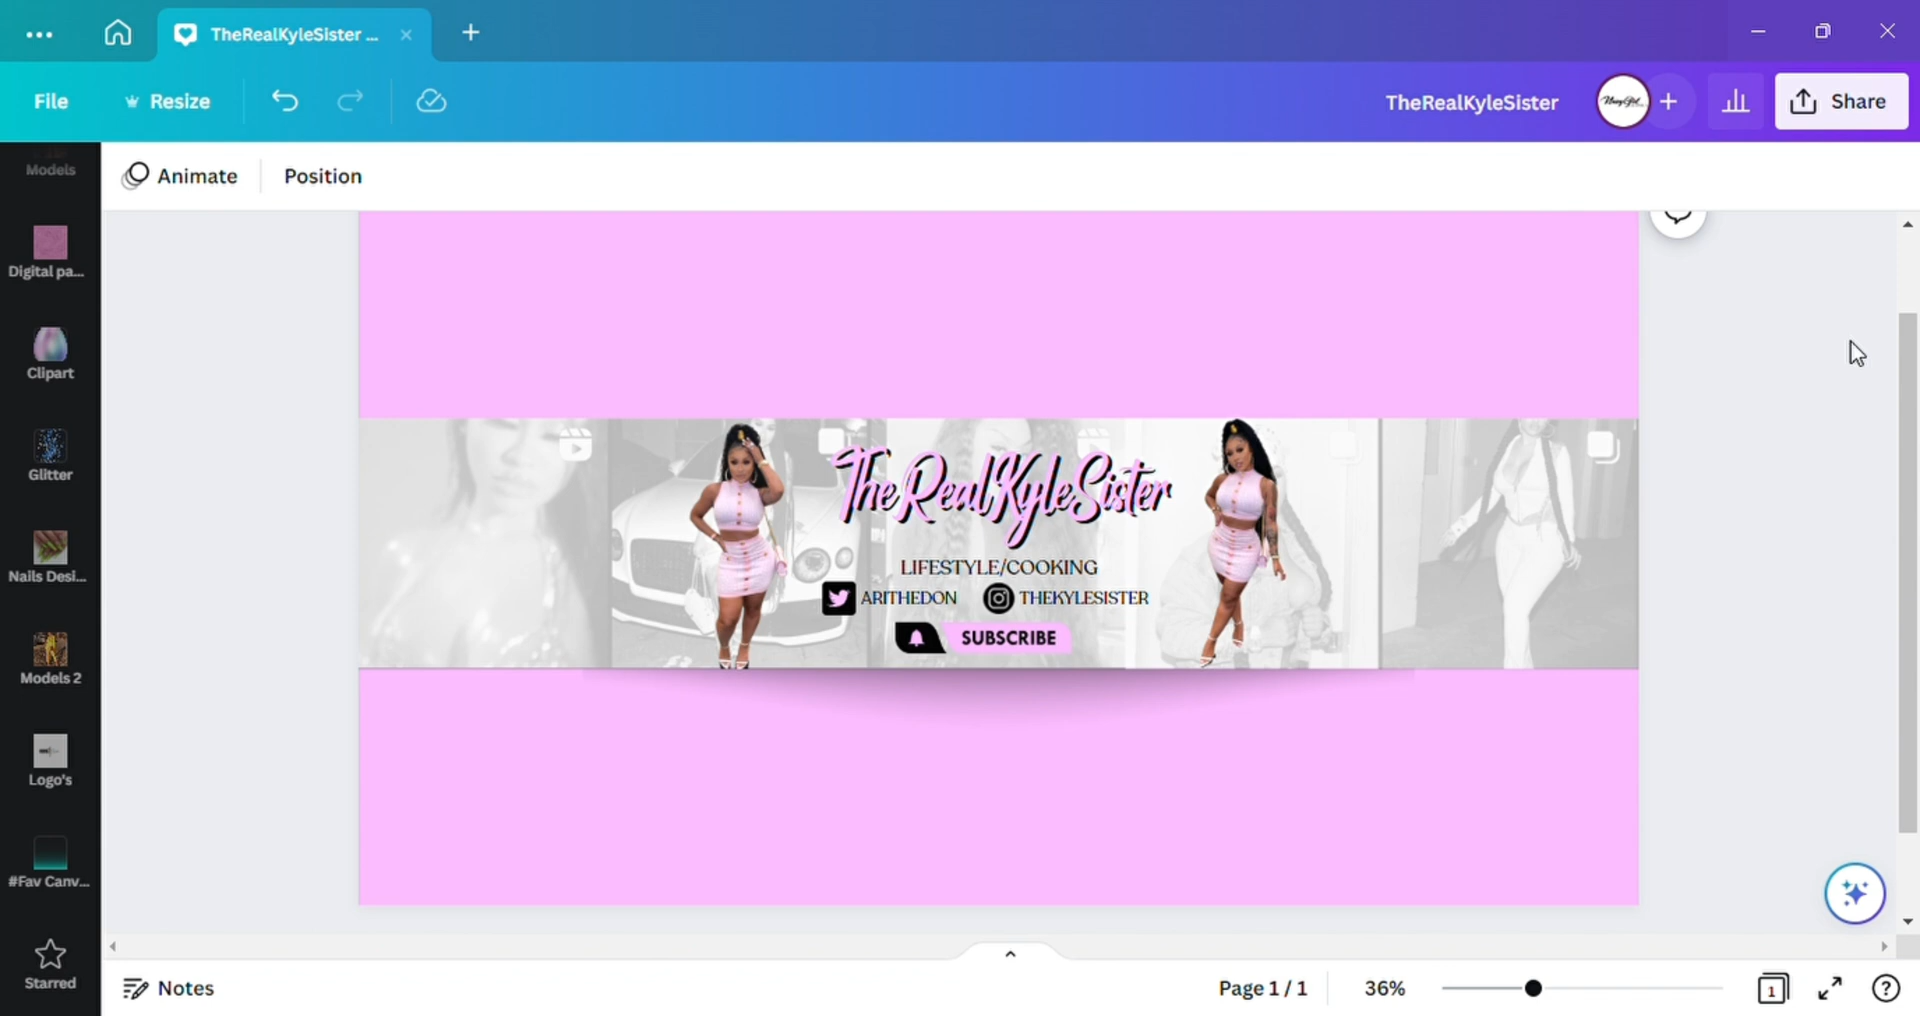 TheRealKyleSister ...
File
Resize
TheRealKyleSister
Share
Models
Animate
Position
Digital pa...
Clipart
Glitter
Nails Desi...
Models 2
Logo's
#Fav Canv...
Starred
TheRealKyleSister
LIFESTYLE/COOKING
ARITHEDON THEKYLESISTER
SUBSCRIBE
Notes
Page 1 / 1
36%
1